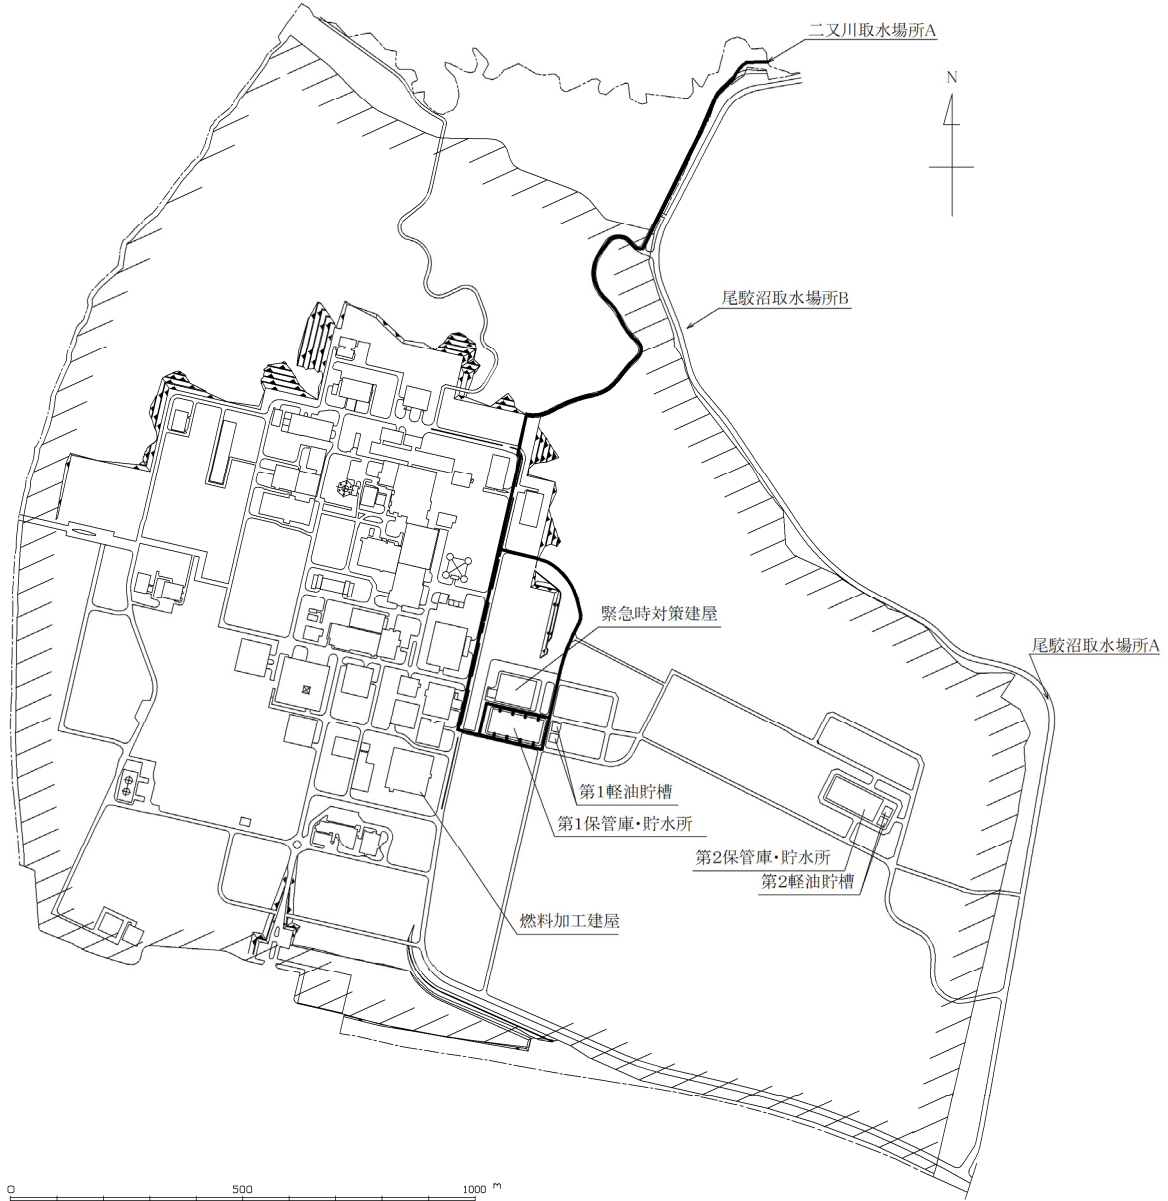 二又川取水場所A
N
尾駮沼取水場所B
緊急時対策建屋
尾駮沼取水場所A
第1軽油貯槽
第1保管庫・貯水所
第2保管庫・貯水所
第2軽油貯槽
燃料加工建屋
0 500 1000 m